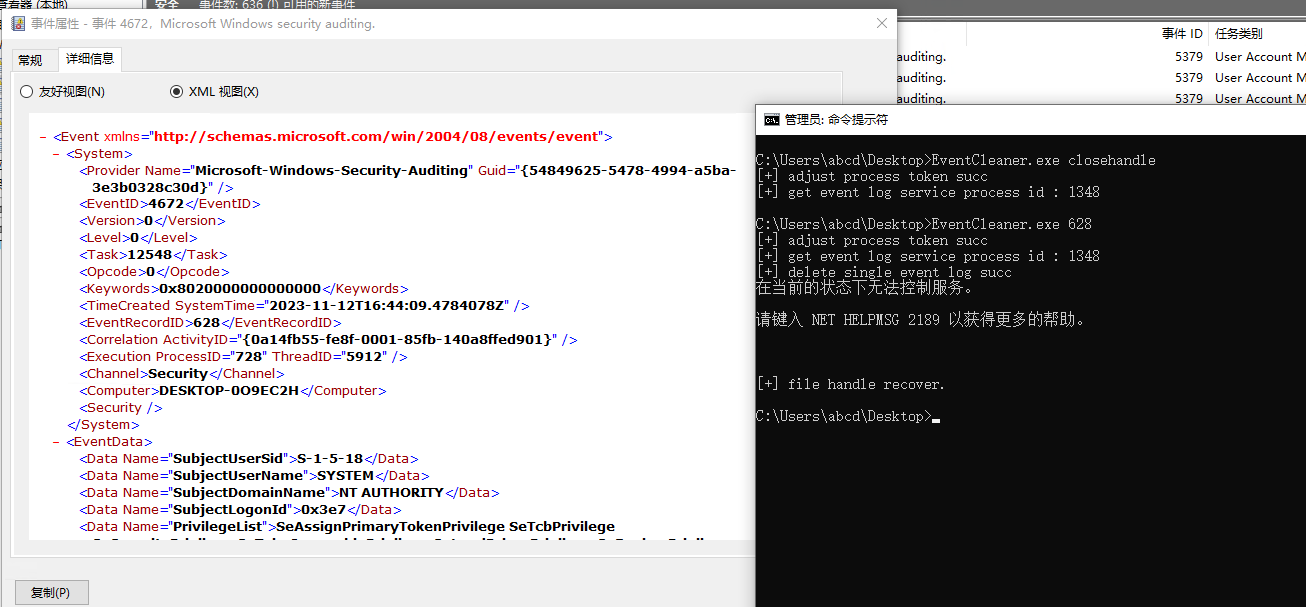 安全 事件数: 636 (!) 可用的新事件
事件属性 - 事件 4672，Microsoft Windows security auditing.
常规 详细信息
友好视图(N) XML 视图(X)
- <Event xmlns="http://schemas.microsoft.com/win/2004/08/events/event">
- <System>
<Provider Name="Microsoft-Windows-Security-Auditing" Guid="{54849625-5478-4994-a5ba-
3e3b0328c30d}" />
<EventID>4672</EventID>
<Version>0</Version>
<Level>0</Level>
<Task>12548</Task>
<Opcode>0</Opcode>
<Keywords>0x8020000000000000</Keywords>
<TimeCreated SystemTime="2023-11-12T16:44:09.4784078Z" />
<EventRecordID>628</EventRecordID>
<Correlation ActivityID="{0a14fb55-fe8f-0001-85fb-140a8ffed901}" />
<Execution ProcessID="728" ThreadID="5912" />
<Channel>Security</Channel>
<Computer>DESKTOP-0O9EC2H</Computer>
<Security />
</System>
- <EventData>
<Data Name="SubjectUserSid">S-1-5-18</Data>
<Data Name="SubjectUserName">SYSTEM</Data>
<Data Name="SubjectDomainName">NT AUTHORITY</Data>
<Data Name="SubjectLogonId">0x3e7</Data>
<Data Name="PrivilegeList">SeAssignPrimaryTokenPrivilege SeTcbPrivilege
复制(P)
事件 ID 任务类别
auditing. 5379 User Account M
auditing. 5379 User Account M
auditing. 5379 User Account M
管理员: 命令提示符
C:\Users\abcd\Desktop>EventCleaner.exe closehandle
[+] adjust process token succ
[+] get event log service process id : 1348
C:\Users\abcd\Desktop>EventCleaner.exe 628
[+] adjust process token succ
[+] get event log service process id : 1348
[+] delete single event log succ
在当前的状态下无法控制服务。
请键入 NET HELPMSG 2189 以获得更多的帮助。
[+] file handle recover.
C:\Users\abcd\Desktop>